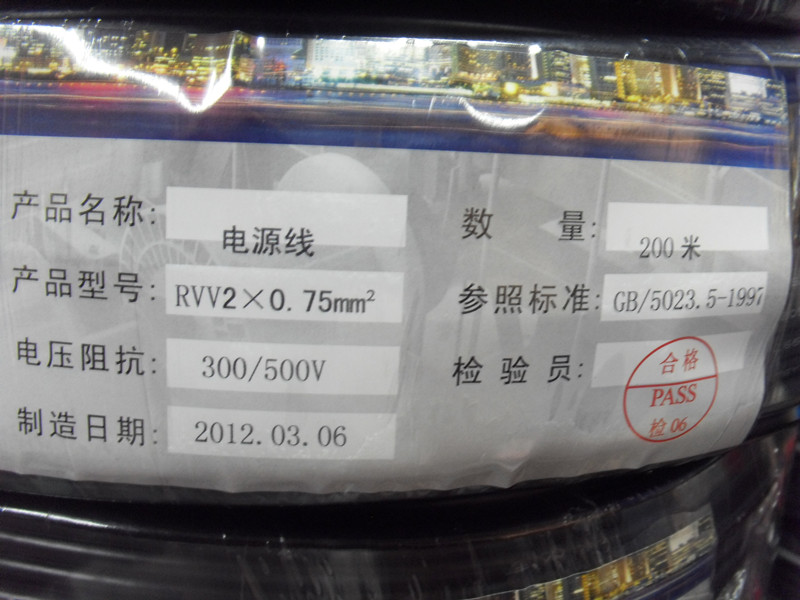 产品名称: 电源线
数 量: 200米
产品型号: RVV2×0.75mm²
参照标准: GB/5023.5-1997
电压阻抗: 300/500V
检验员:
合格
PASS
检06
制造日期: 2012.03.06